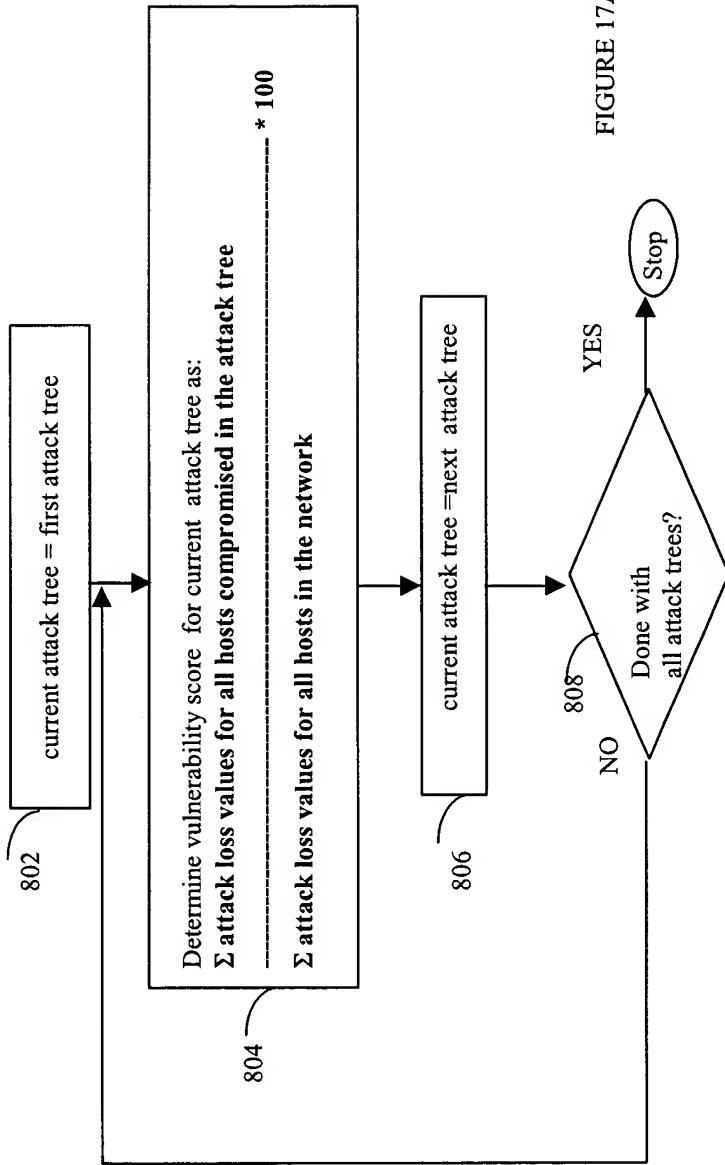 802
current attack tree = first attack tree
804
Determine vulnerability score for current attack tree as:
Σ attack loss values for all hosts compromised in the attack tree
* 100
Σ attack loss values for all hosts in the network
806
current attack tree =next attack tree
808
Done with
all attack trees?
NO
YES
Stop